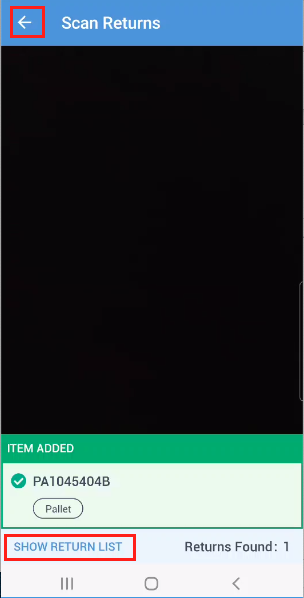 Scan Returns
ITEM ADDED
PA1045404B
Pallet
SHOW RETURN LIST Returns Found: 1